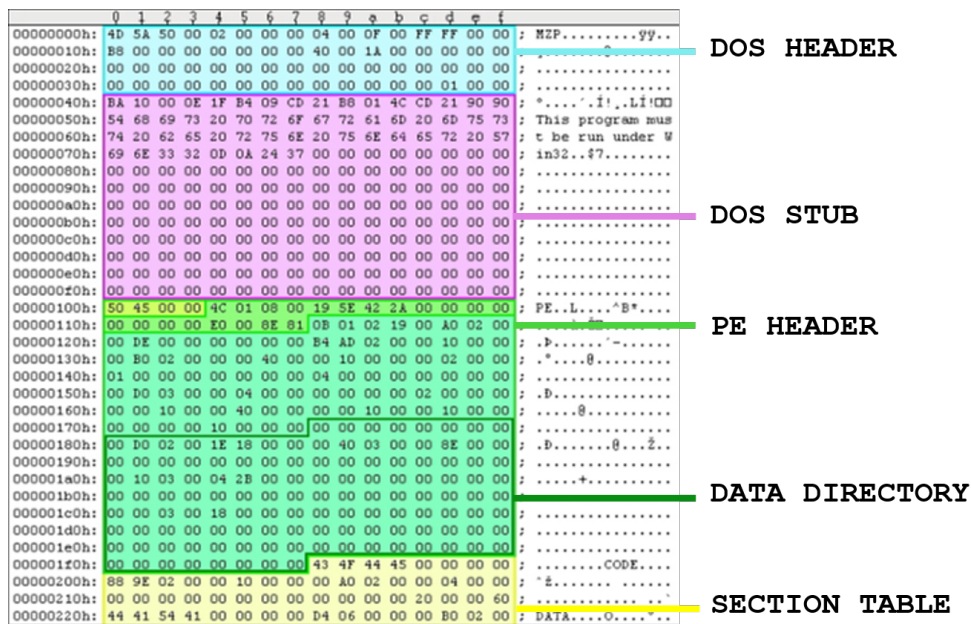 0 1 2 3 4 5 6 7 8 9 a b c d e f
00000000h: 4D 5A 50 00 02 00 00 00 04 00 0F 00 FF FF 00 00 ; MZP.........ÿÿ..
00000010h: B8 00 00 00 00 00 00 00 40 00 1A 00 00 00 00 00 ;
00000020h: 00 00 00 00 00 00 00 00 00 00 00 00 00 00 00 00 ; ................
00000030h: 00 00 00 00 00 00 00 00 00 00 00 00 00 01 00 00 ; ................
00000040h: BA 10 00 0E 1F B4 09 CD 21 B8 01 4C CD 21 90 90 ; º....´.Í!¸.LÍ!□□
00000050h: 54 68 69 73 20 70 72 6F 67 72 61 6D 20 6D 75 73 ; This program mus
00000060h: 74 20 62 65 20 72 75 6E 20 75 6E 64 65 72 20 57 ; t be run under W
00000070h: 69 6E 33 32 0D 0A 24 37 00 00 00 00 00 00 00 00 ; in32..$7........
00000080h: 00 00 00 00 00 00 00 00 00 00 00 00 00 00 00 00 ; ................
00000090h: 00 00 00 00 00 00 00 00 00 00 00 00 00 00 00 00 ; ................
000000a0h: 00 00 00 00 00 00 00 00 00 00 00 00 00 00 00 00 ; ................
000000b0h: 00 00 00 00 00 00 00 00 00 00 00 00 00 00 00 00 ; ................
000000c0h: 00 00 00 00 00 00 00 00 00 00 00 00 00 00 00 00 ; ................
000000d0h: 00 00 00 00 00 00 00 00 00 00 00 00 00 00 00 00 ; ................
000000e0h: 00 00 00 00 00 00 00 00 00 00 00 00 00 00 00 00 ; ................
000000f0h: 00 00 00 00 00 00 00 00 00 00 00 00 00 00 00 00 ; ................
00000100h: 50 45 00 00 4C 01 08 00 19 5E 42 2A 00 00 00 00 ; PE..L....^B*....
00000110h: 00 00 00 00 E0 00 8E 81 0B 01 02 19 00 A0 02 00 ;
00000120h: 00 DE 00 00 00 00 00 00 B4 AD 02 00 00 10 00 00 ; .Þ......´-......
00000130h: 00 B0 02 00 00 00 40 00 00 10 00 00 00 02 00 00 ; .°....@.........
00000140h: 01 00 00 00 00 00 00 00 04 00 00 00 00 00 00 00 ; ................
00000150h: 00 D0 03 00 00 04 00 00 00 00 00 00 02 00 00 00 ; .Ð..............
00000160h: 00 00 10 00 00 40 00 00 00 00 10 00 00 10 00 00 ; .....@..........
00000170h: 00 00 00 00 10 00 00 00 00 00 00 00 00 00 00 00 ; ................
00000180h: 00 D0 02 00 1E 18 00 00 00 40 03 00 00 8E 00 00 ; .Ð.......@...Ž..
00000190h: 00 00 00 00 00 00 00 00 00 00 00 00 00 00 00 00 ; ................
000001a0h: 00 10 03 00 04 2B 00 00 00 00 00 00 00 00 00 00 ; .....+..........
000001b0h: 00 00 00 00 00 00 00 00 00 00 00 00 00 00 00 00 ; ................
000001c0h: 00 00 03 00 18 00 00 00 00 00 00 00 00 00 00 00 ; ................
000001d0h: 00 00 00 00 00 00 00 00 00 00 00 00 00 00 00 00 ; ................
000001e0h: 00 00 00 00 00 00 00 00 00 00 00 00 00 00 00 00 ; ................
000001f0h: 00 00 00 00 00 00 00 00 43 4F 44 45 00 00 00 00 ; ........CODE....
00000200h: 88 9E 02 00 00 10 00 00 00 A0 02 00 00 04 00 00 ; ˆž....... ......
00000210h: 00 00 00 00 00 00 00 00 00 00 00 00 20 00 00 60 ; ............ ..`
00000220h: 44 41 54 41 00 00 00 00 D4 06 00 00 00 B0 02 00 ; DATA....Ô....°..
DOS HEADER
DOS STUB
PE HEADER
DATA DIRECTORY
SECTION TABLE